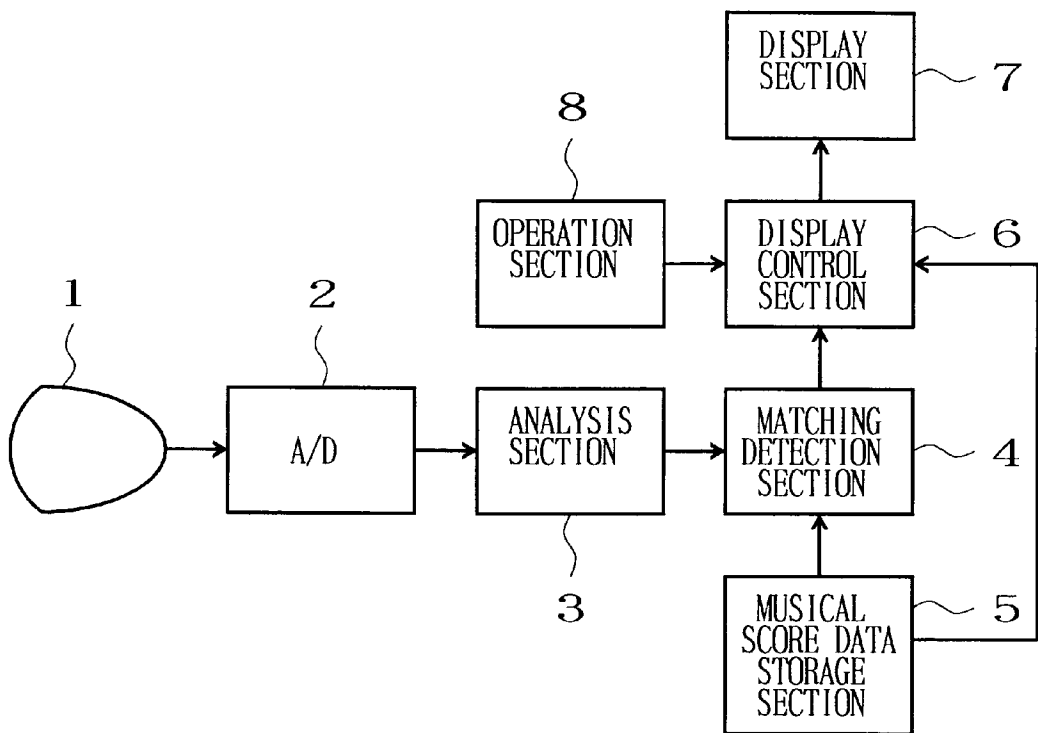 DISPLAY
SECTION
7
8
OPERATION
SECTION
DISPLAY
CONTROL
SECTION
6
1
2
A/D
ANALYSIS
SECTION
3
MATCHING
DETECTION
SECTION
4
MUSICAL
SCORE DATA
STORAGE
SECTION
5